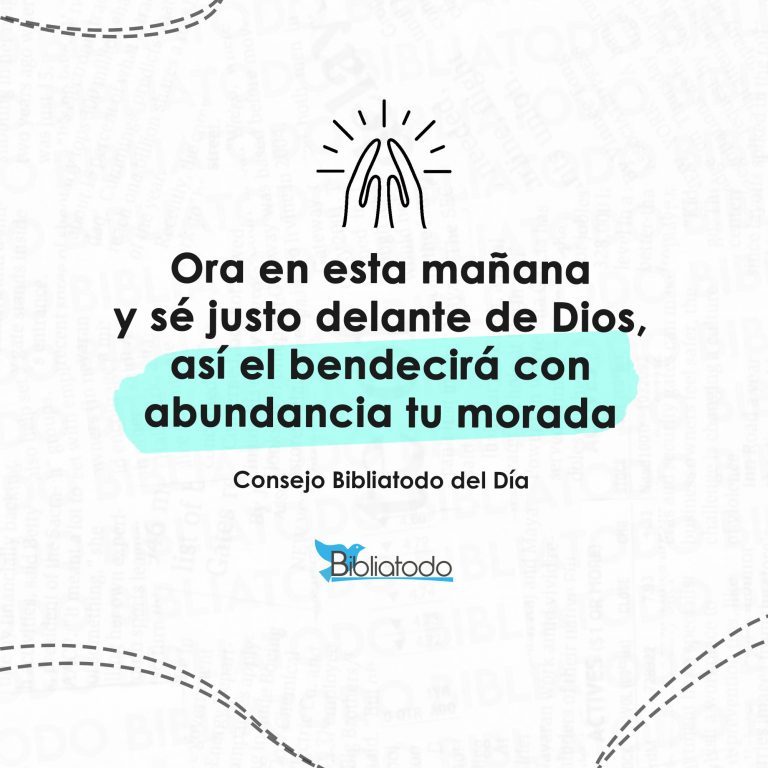 Ora en esta mañana
y sé justo delante de Dios,
así el bendecirá con
abundancia tu morada
Consejo Bibliatodo del Día
Bibliatodo